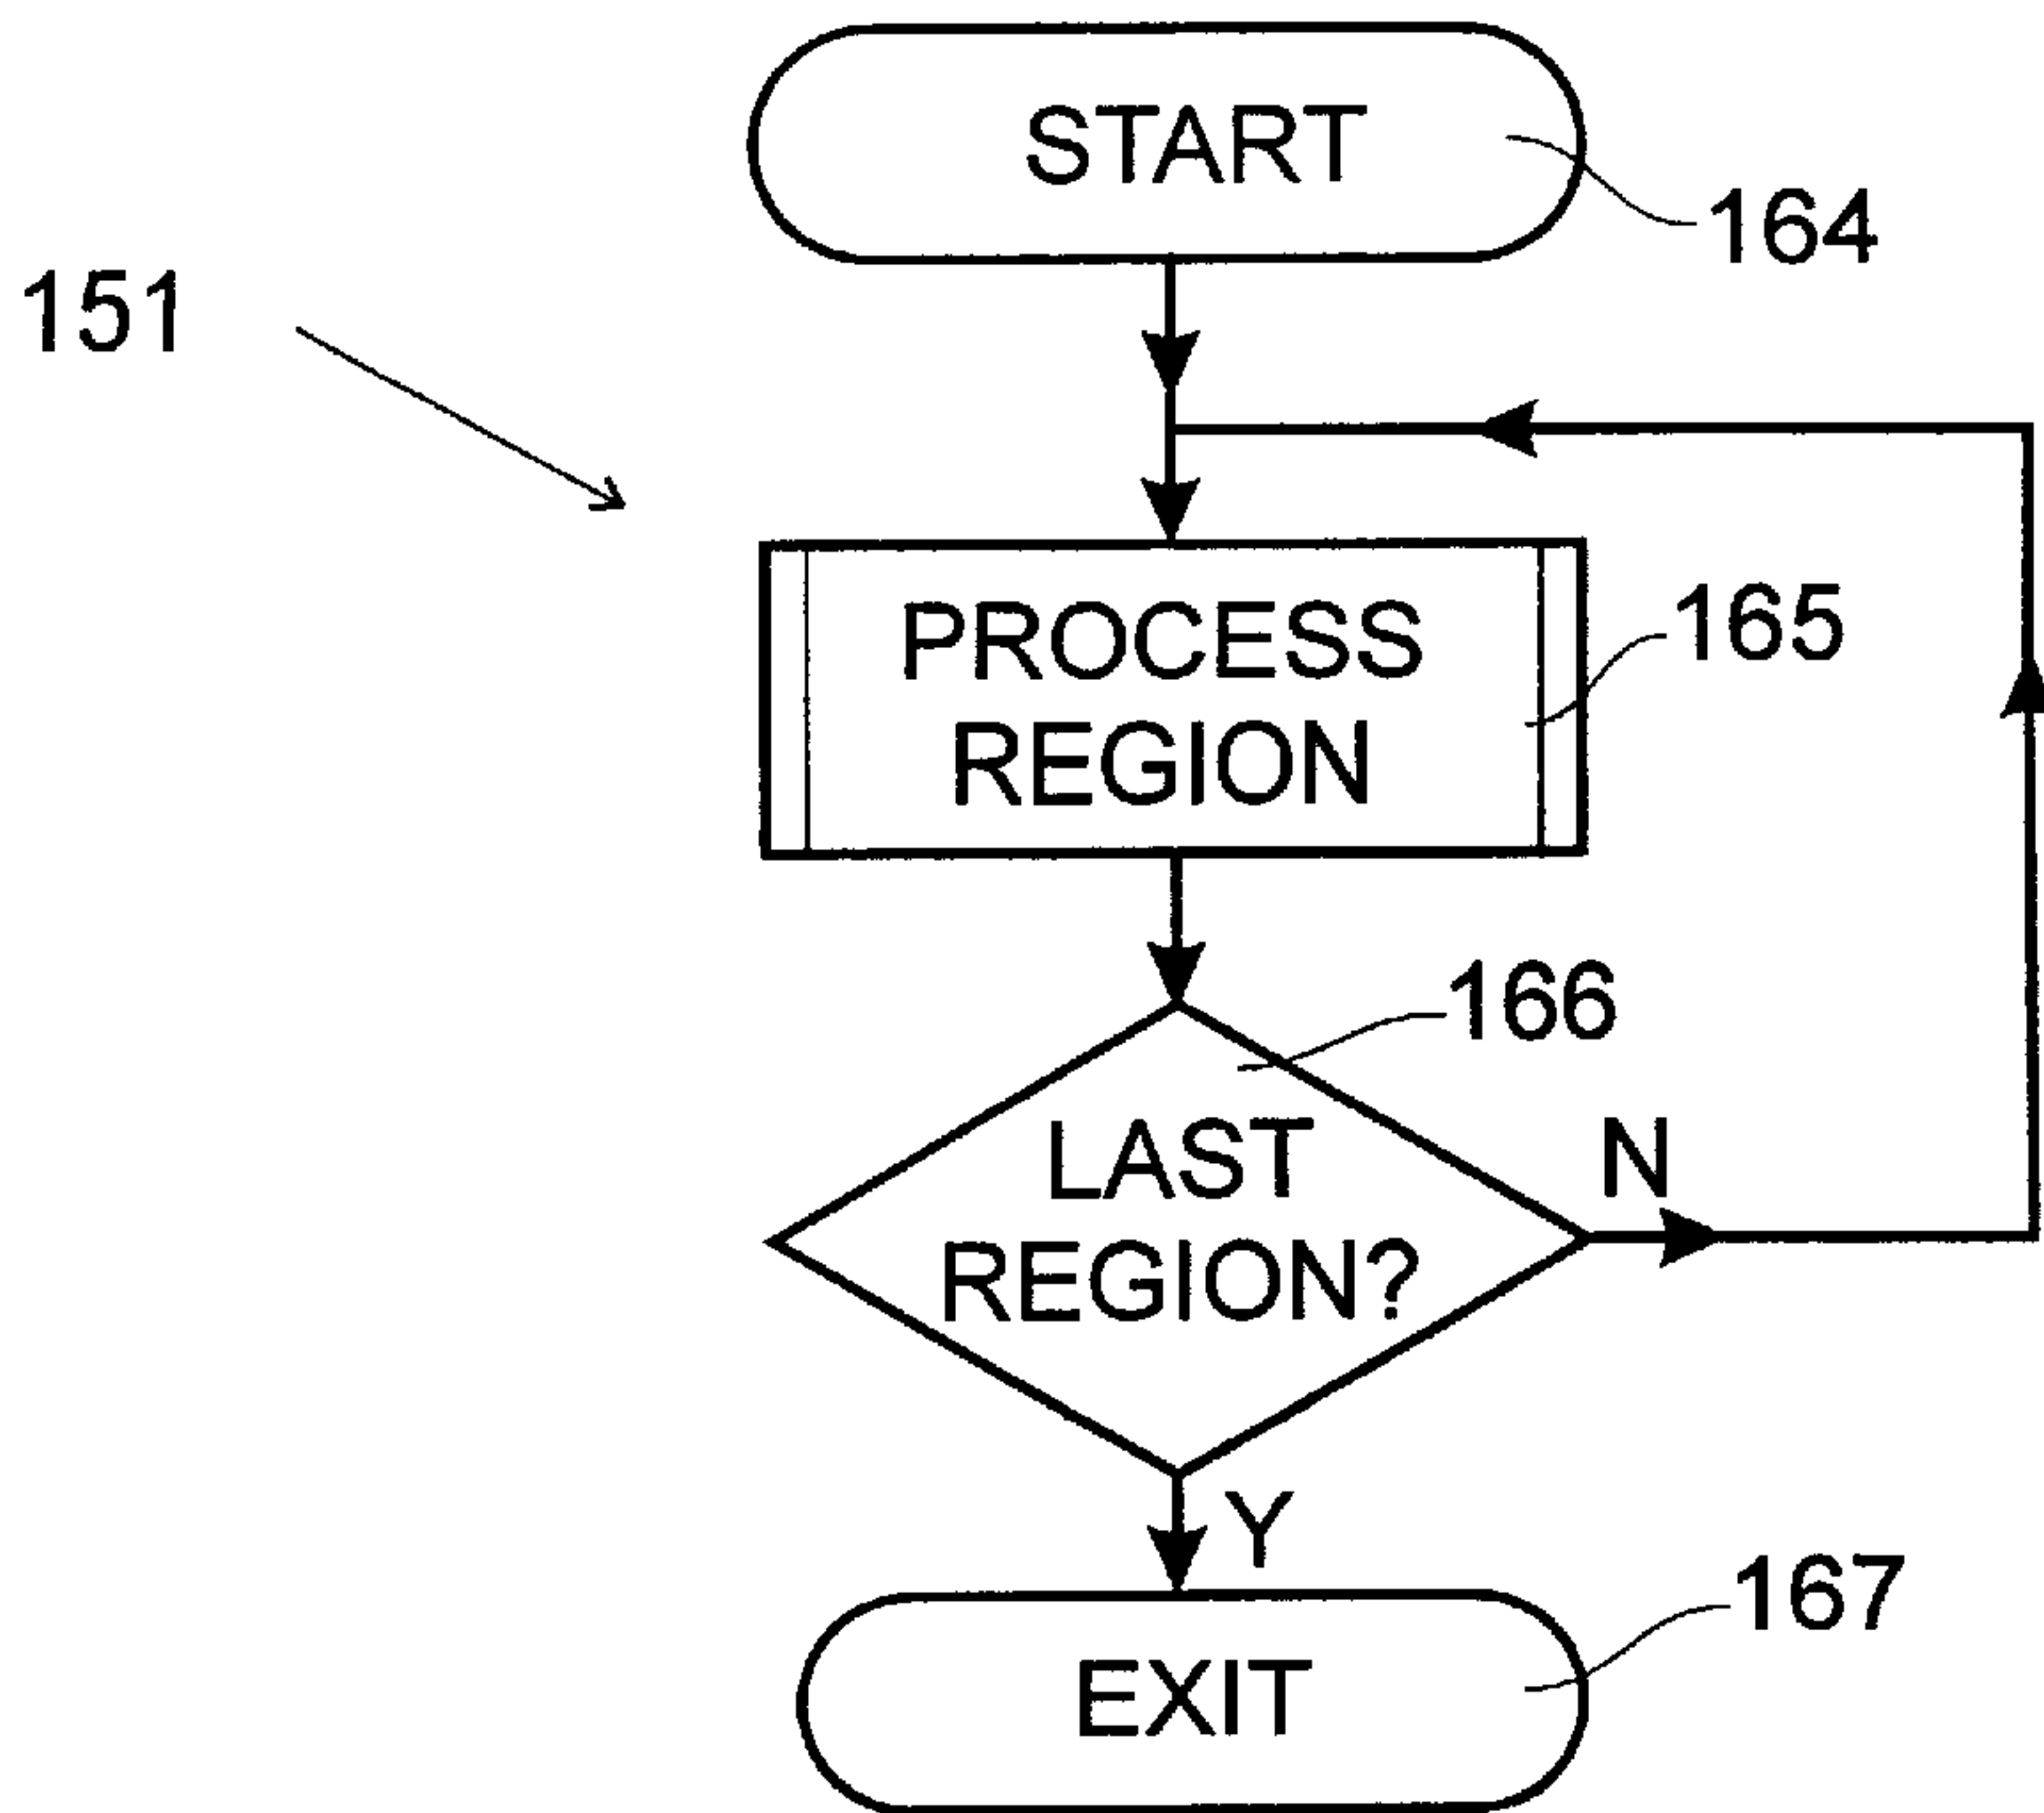 START
164
151
PROCESS
REGION
165
166
LAST
REGION?
N
Y
167
EXIT